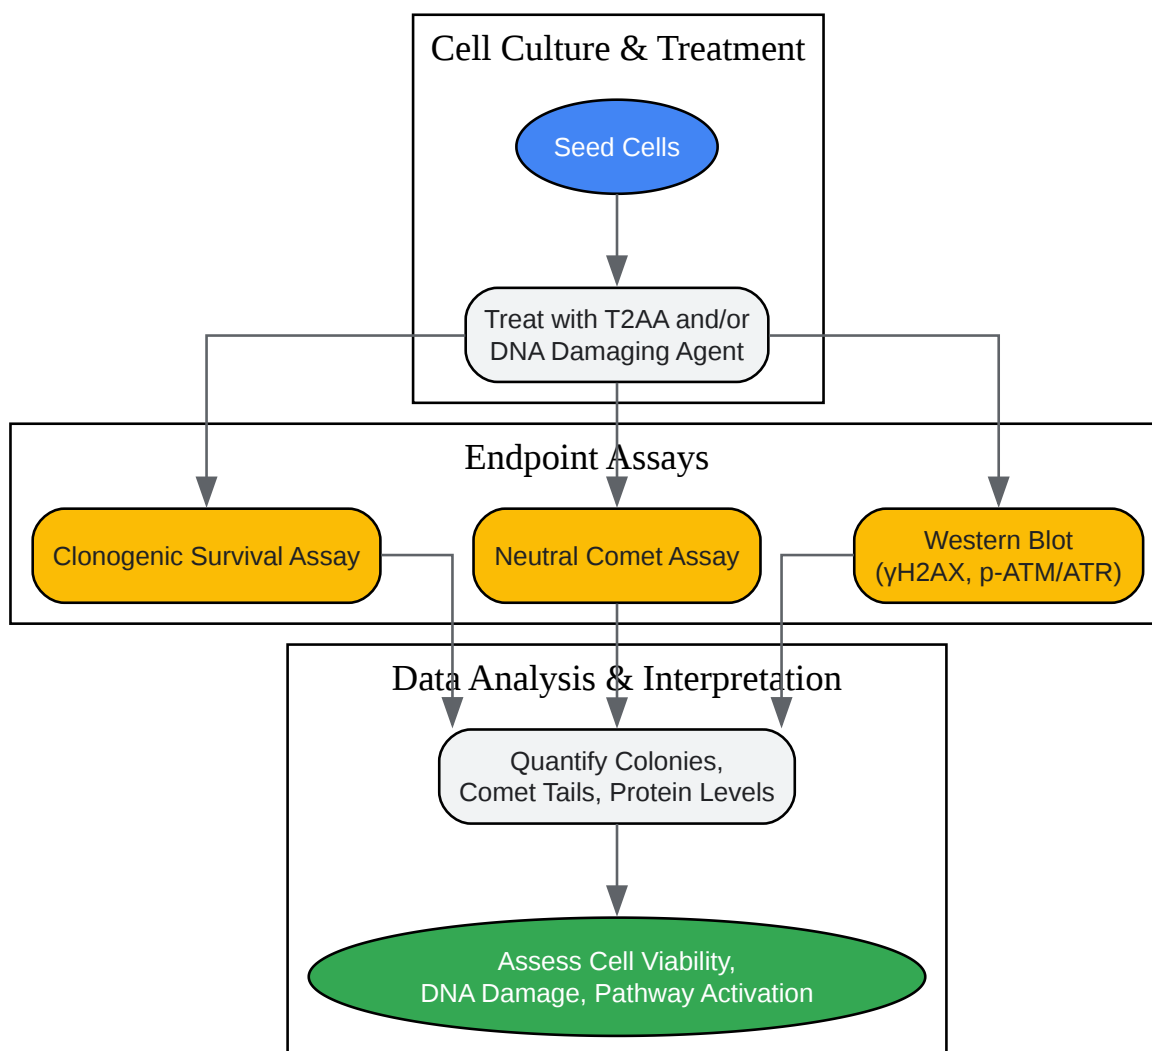 Cell Culture & Treatment
Seed Cells
Treat with T2AA and/or
DNA Damaging Agent
Endpoint Assays
Clonogenic Survival Assay
Neutral Comet Assay
Western Blot
(γH2AX, p-ATM/ATR)
Data Analysis & Interpretation
Quantify Colonies,
Comet Tails, Protein Levels
Assess Cell Viability,
DNA Damage, Pathway Activation